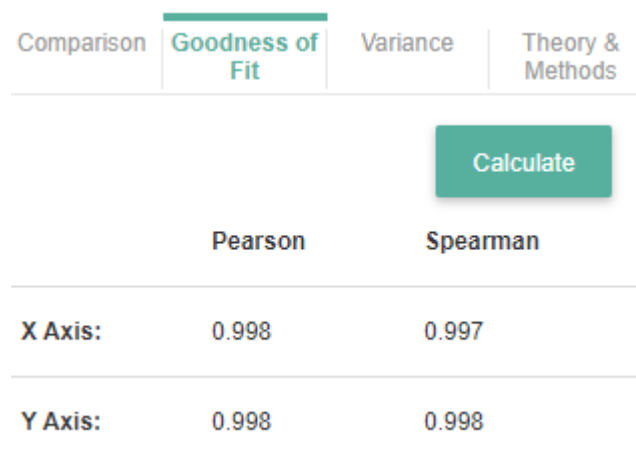 Comparison Goodness of Fit Variance Theory & Methods
Calculate
Pearson Spearman
X Axis: 0.998 0.997
Y Axis: 0.998 0.998